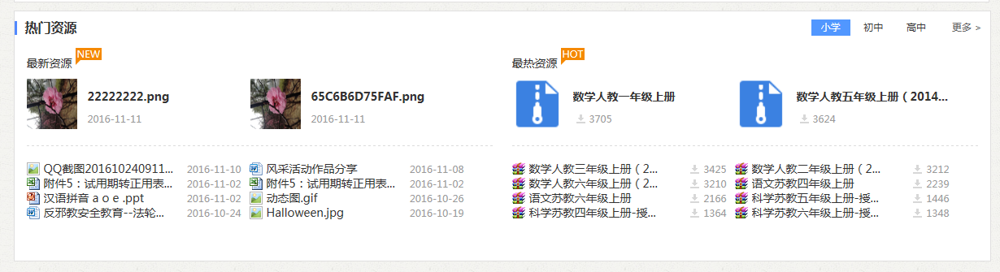 热门资源
小学
初中
高中
更多 >
最新资源 NEW
22222222.png
2016-11-11
65C6B6D75FAF.png
2016-11-11
QQ截图201610240911... 2016-11-10
风采活动作品分享 2016-11-08
附件5：试用期转正用表... 2016-11-02
附件5：试用期转正用表... 2016-11-02
汉语拼音 a o e .ppt 2016-11-02
动态图.gif 2016-10-26
反邪教安全教育--法轮... 2016-10-24
Halloween.jpg 2016-10-19
最热资源 HOT
数学人教一年级上册
3705
数学人教五年级上册（2014...
3624
数学人教三年级上册（2... 3425
数学人教二年级上册（2... 3212
数学人教六年级上册（2... 3210
语文苏教四年级上册 2239
语文苏教六年级上册 2166
科学苏教五年级上册-授... 1446
科学苏教四年级上册-授... 1364
科学苏教六年级上册-授... 1348